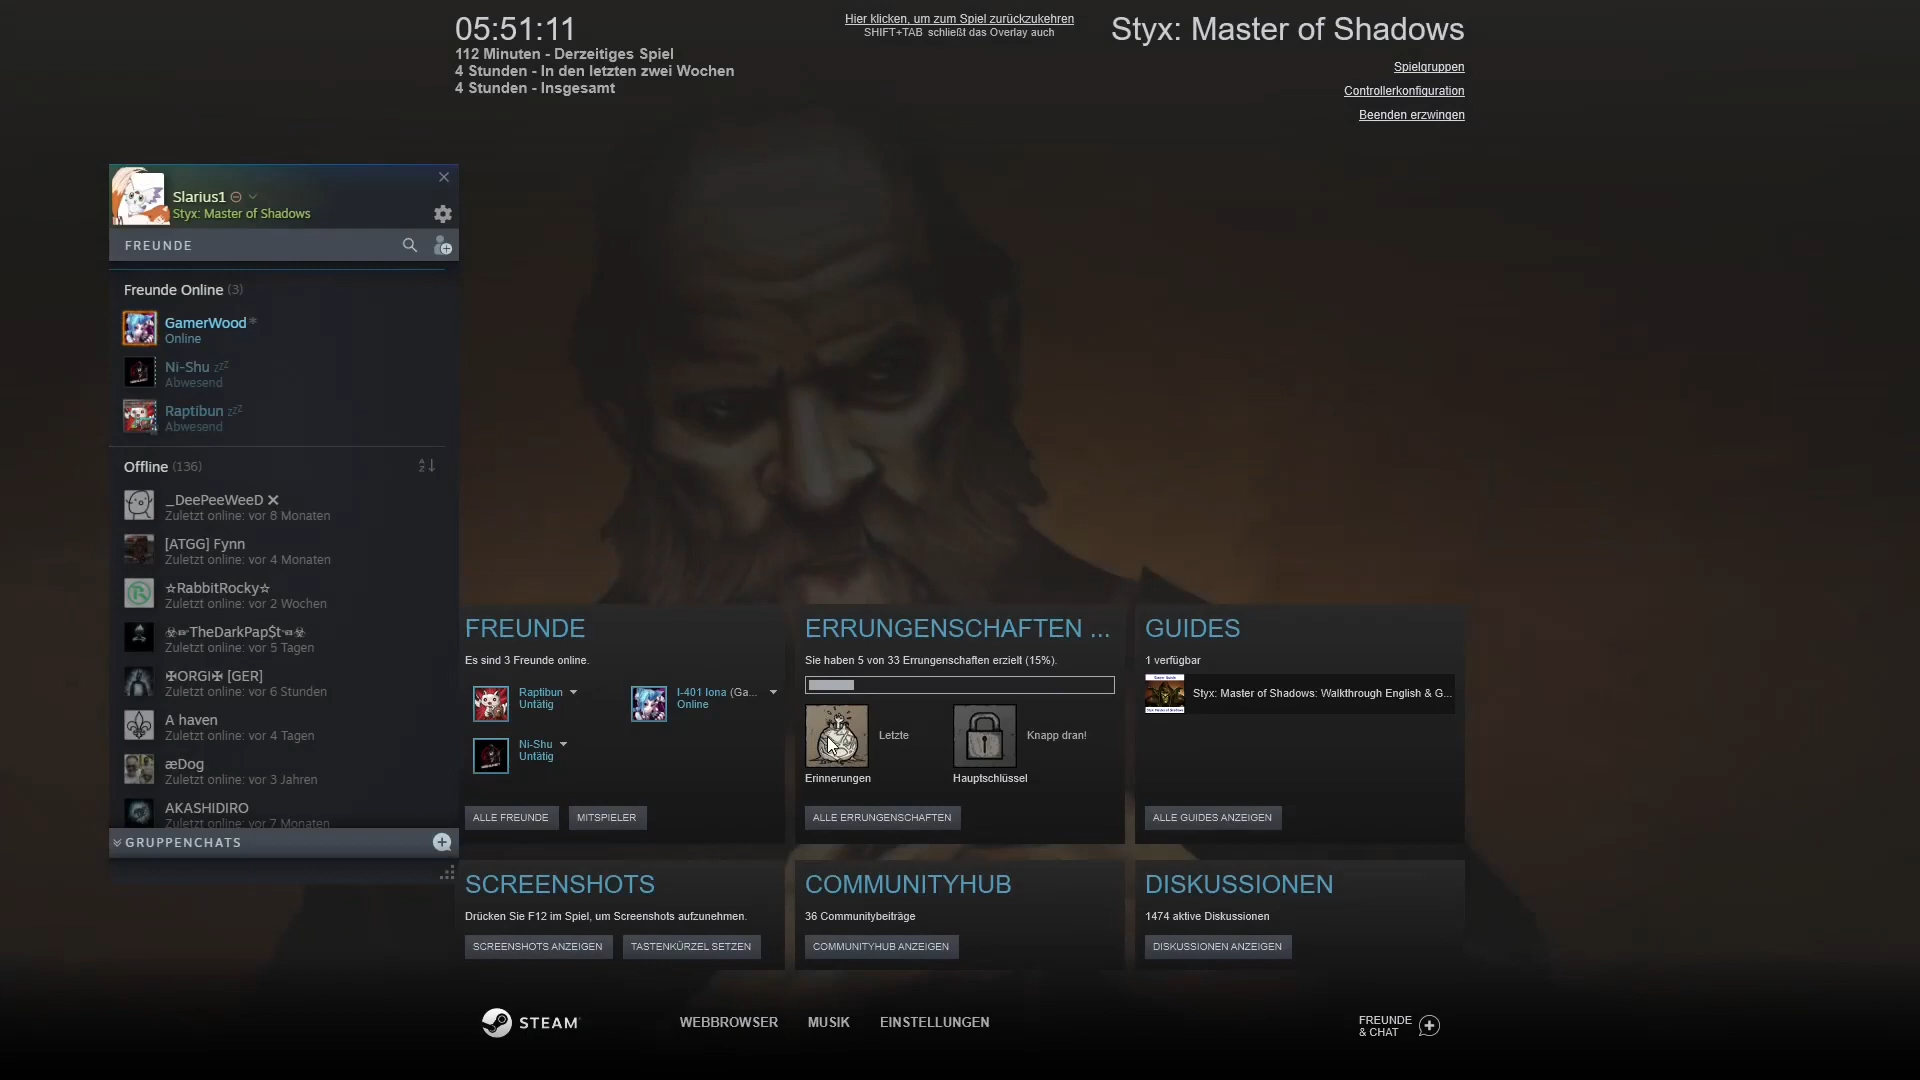 05:51:11
112 Minuten - Derzeitiges Spiel
4 Stunden - In den letzten zwei Wochen
4 Stunden - Insgesamt
Hier klicken, um zum Spiel zurückzukehren
SHIFT+TAB schließt das Overlay auch
Styx: Master of Shadows
Spielgruppen
Controllerkonfiguration
Beenden erzwingen
Slarius1
Styx: Master of Shadows
FREUNDE
Freunde Online (3)
GamerWood *
Online
Ni-Shu zzZ
Abwesend
Raptibun zzZ
Abwesend
Offline (136)
_DeePeeWeeD ✕
Zuletzt online: vor 8 Monaten
[ATGG] Fynn
Zuletzt online: vor 4 Monaten
☆RabbitRocky☆
Zuletzt online: vor 2 Wochen
☣☞TheDarkPap$t☜☣
Zuletzt online: vor 5 Tagen
✠ORGI✠ [GER]
Zuletzt online: vor 6 Stunden
A haven
Zuletzt online: vor 4 Tagen
æDog
Zuletzt online: vor 3 Jahren
AKASHIDIRO
Zuletzt online: vor 7 Monaten
GRUPPENCHATS
FREUNDE
Es sind 3 Freunde online.
Raptibun
Untätig
I-401 Iona (Ga...
Online
Ni-Shu
Untätig
ALLE FREUNDE
MITSPIELER
ERRUNGENSCHAFTEN ...
Sie haben 5 von 33 Errungenschaften erzielt (15%).
Letzte
Knapp dran!
Erinnerungen
Hauptschlüssel
ALLE ERRUNGENSCHAFTEN
GUIDES
1 verfügbar
Styx: Master of Shadows: Walkthrough English & G...
ALLE GUIDES ANZEIGEN
SCREENSHOTS
Drücken Sie F12 im Spiel, um Screenshots aufzunehmen.
SCREENSHOTS ANZEIGEN
TASTENKÜRZEL SETZEN
COMMUNITYHUB
36 Communitybeiträge
COMMUNITYHUB ANZEIGEN
DISKUSSIONEN
1474 aktive Diskussionen
DISKUSSIONEN ANZEIGEN
STEAM
WEBBROWSER
MUSIK
EINSTELLUNGEN
FREUNDE
& CHAT